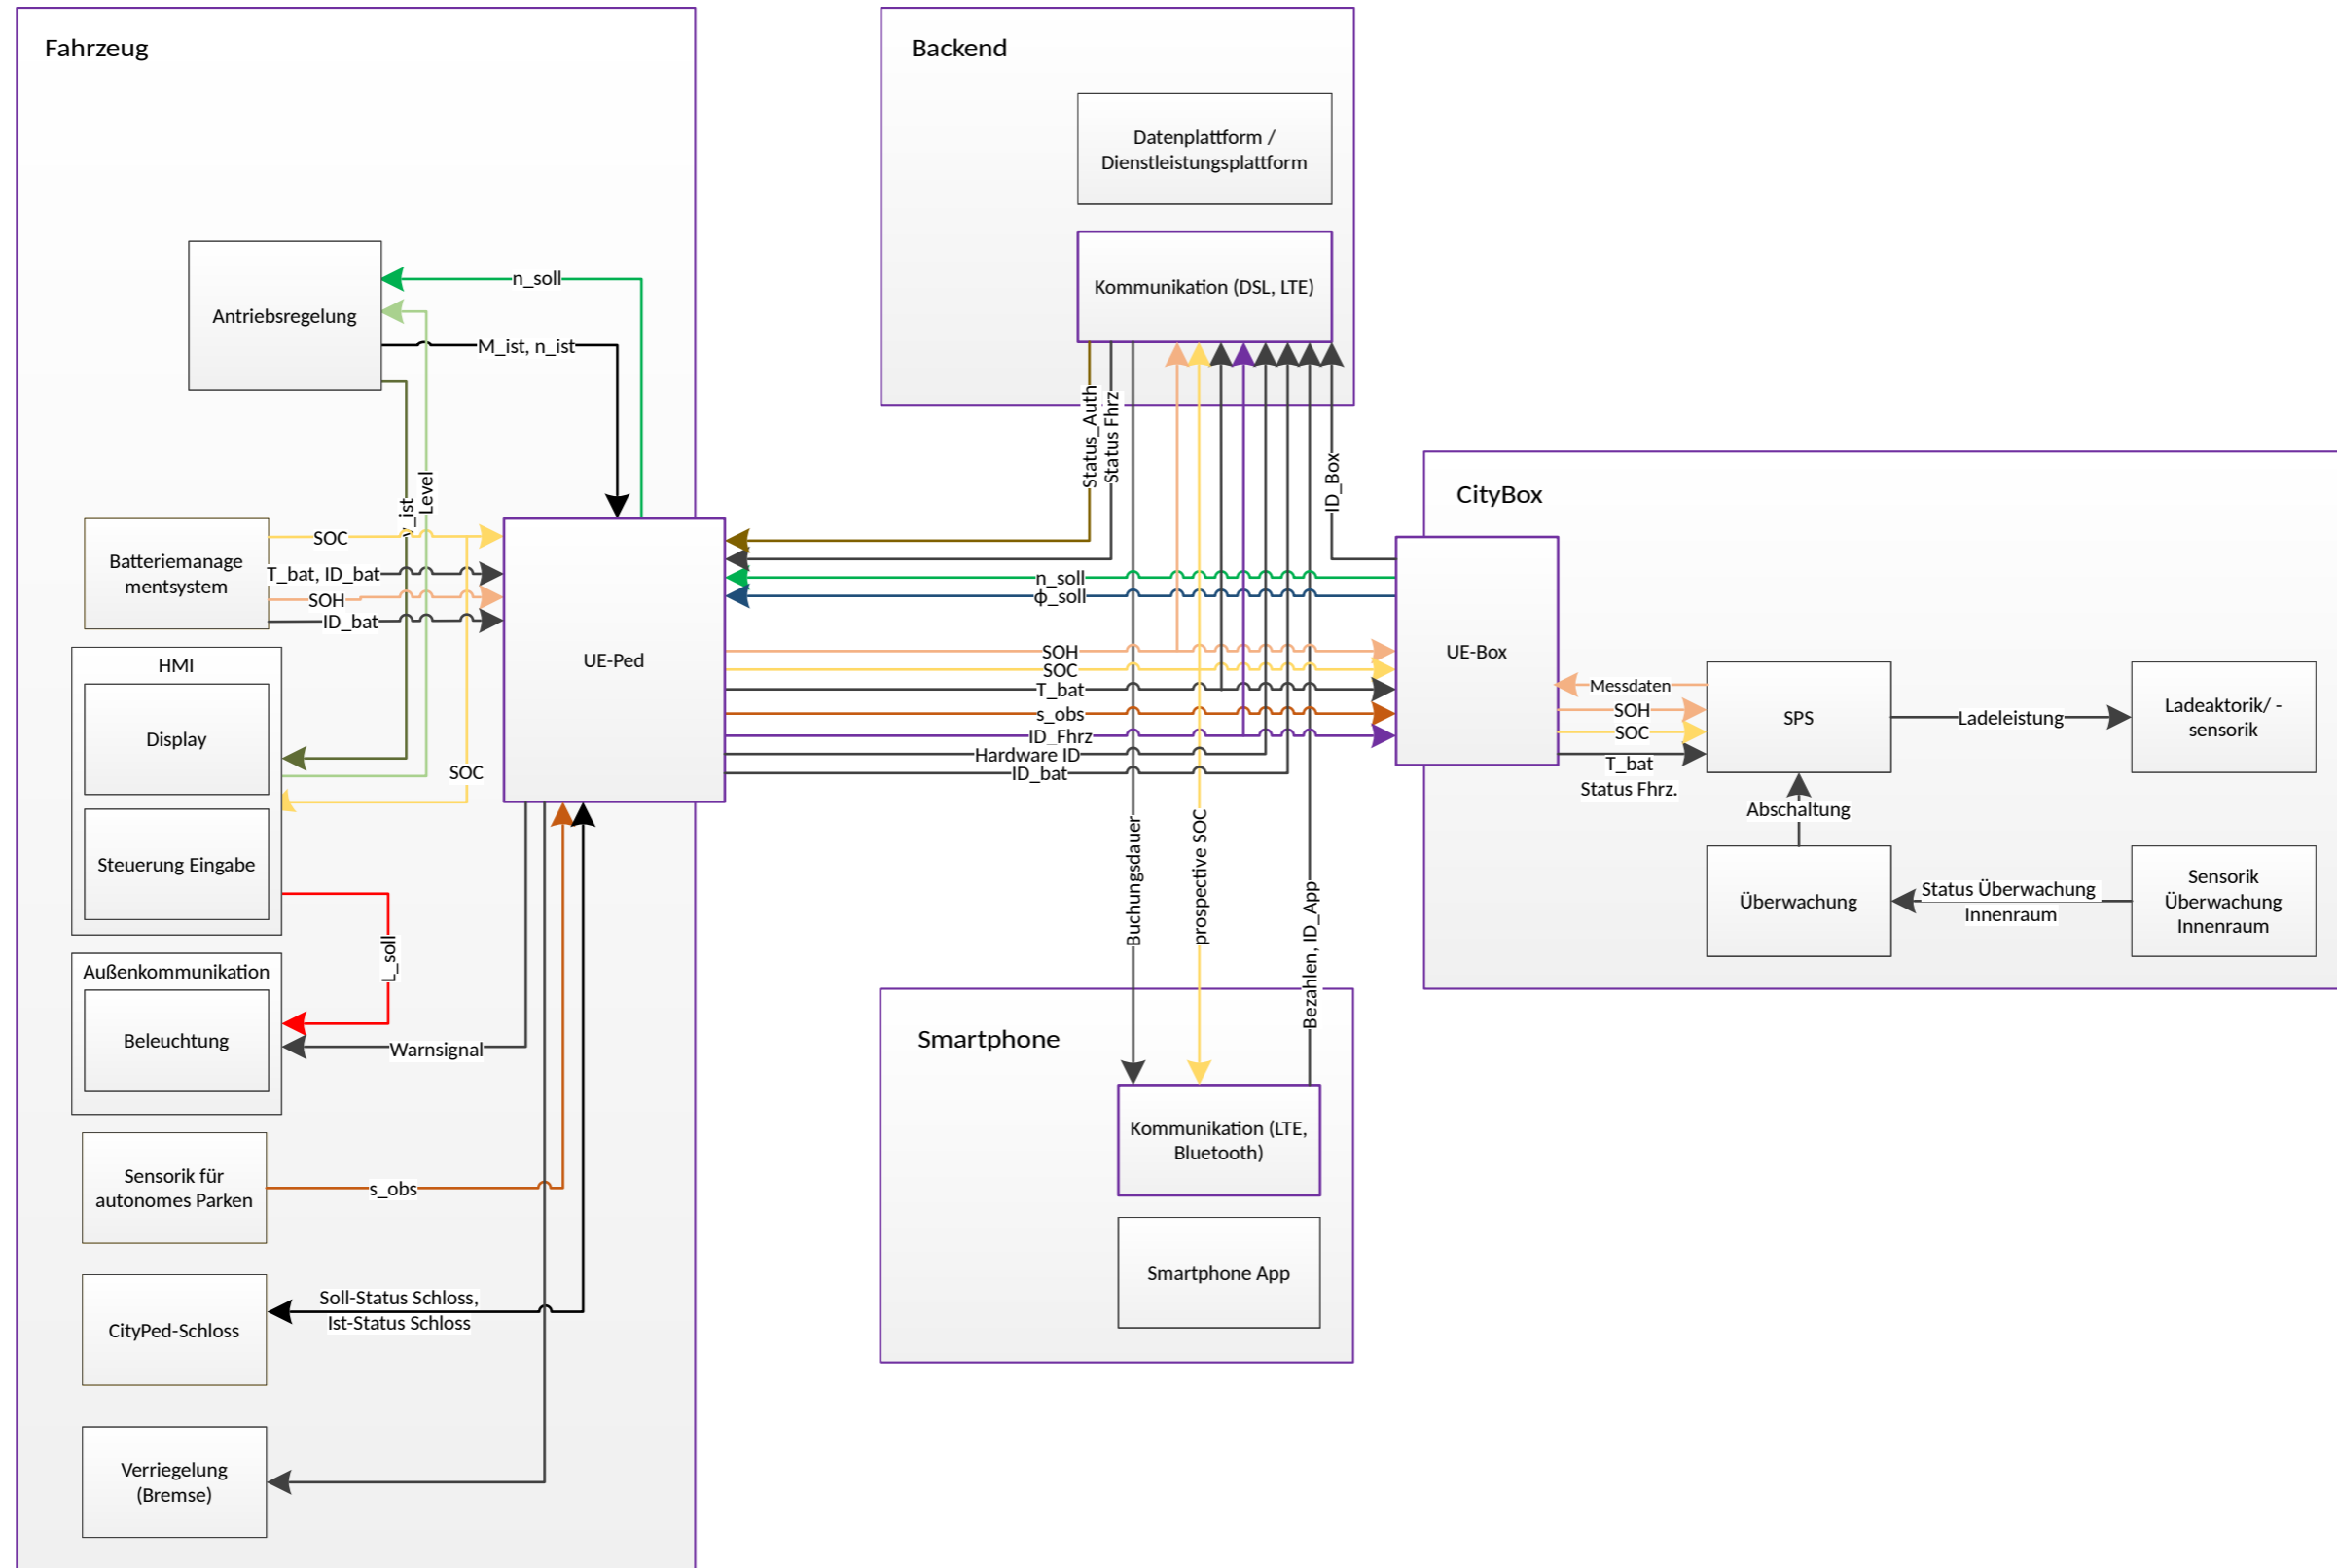 Fahrzeug
Antriebsregelung
n_soll
M_ist, n_ist
v_ist
Level
Batteriemanage
mentsystem
SOC
T_bat, ID_bat
SOH
ID_bat
HMI
Display
Steuerung Eingabe
SOC
L_soll
Außenkommunikation
Beleuchtung
Warnsignal
Sensorik für
autonomes Parken
s_obs
CityPed-Schloss
Soll-Status Schloss,
Ist-Status Schloss
Verriegelung
(Bremse)
UE-Ped
Backend
Datenplattform /
Dienstleistungsplattform
Kommunikation (DSL, LTE)
Status_Auth
Status Fhrz
ID_Box
n_soll
ϕ_soll
SOH
SOC
T_bat
s_obs
ID_Fhrz
Hardware ID
ID_bat
Buchungsdauer
prospective SOC
Bezahlen, ID_App
Smartphone
Kommunikation (LTE,
Bluetooth)
Smartphone App
CityBox
UE-Box
Messdaten
SOH
SOC
T_bat
Status Fhrz.
SPS
Ladeleistung
Ladeaktorik/ -
sensorik
Abschaltung
Überwachung
Status Überwachung
Innenraum
Sensorik
Überwachung
Innenraum